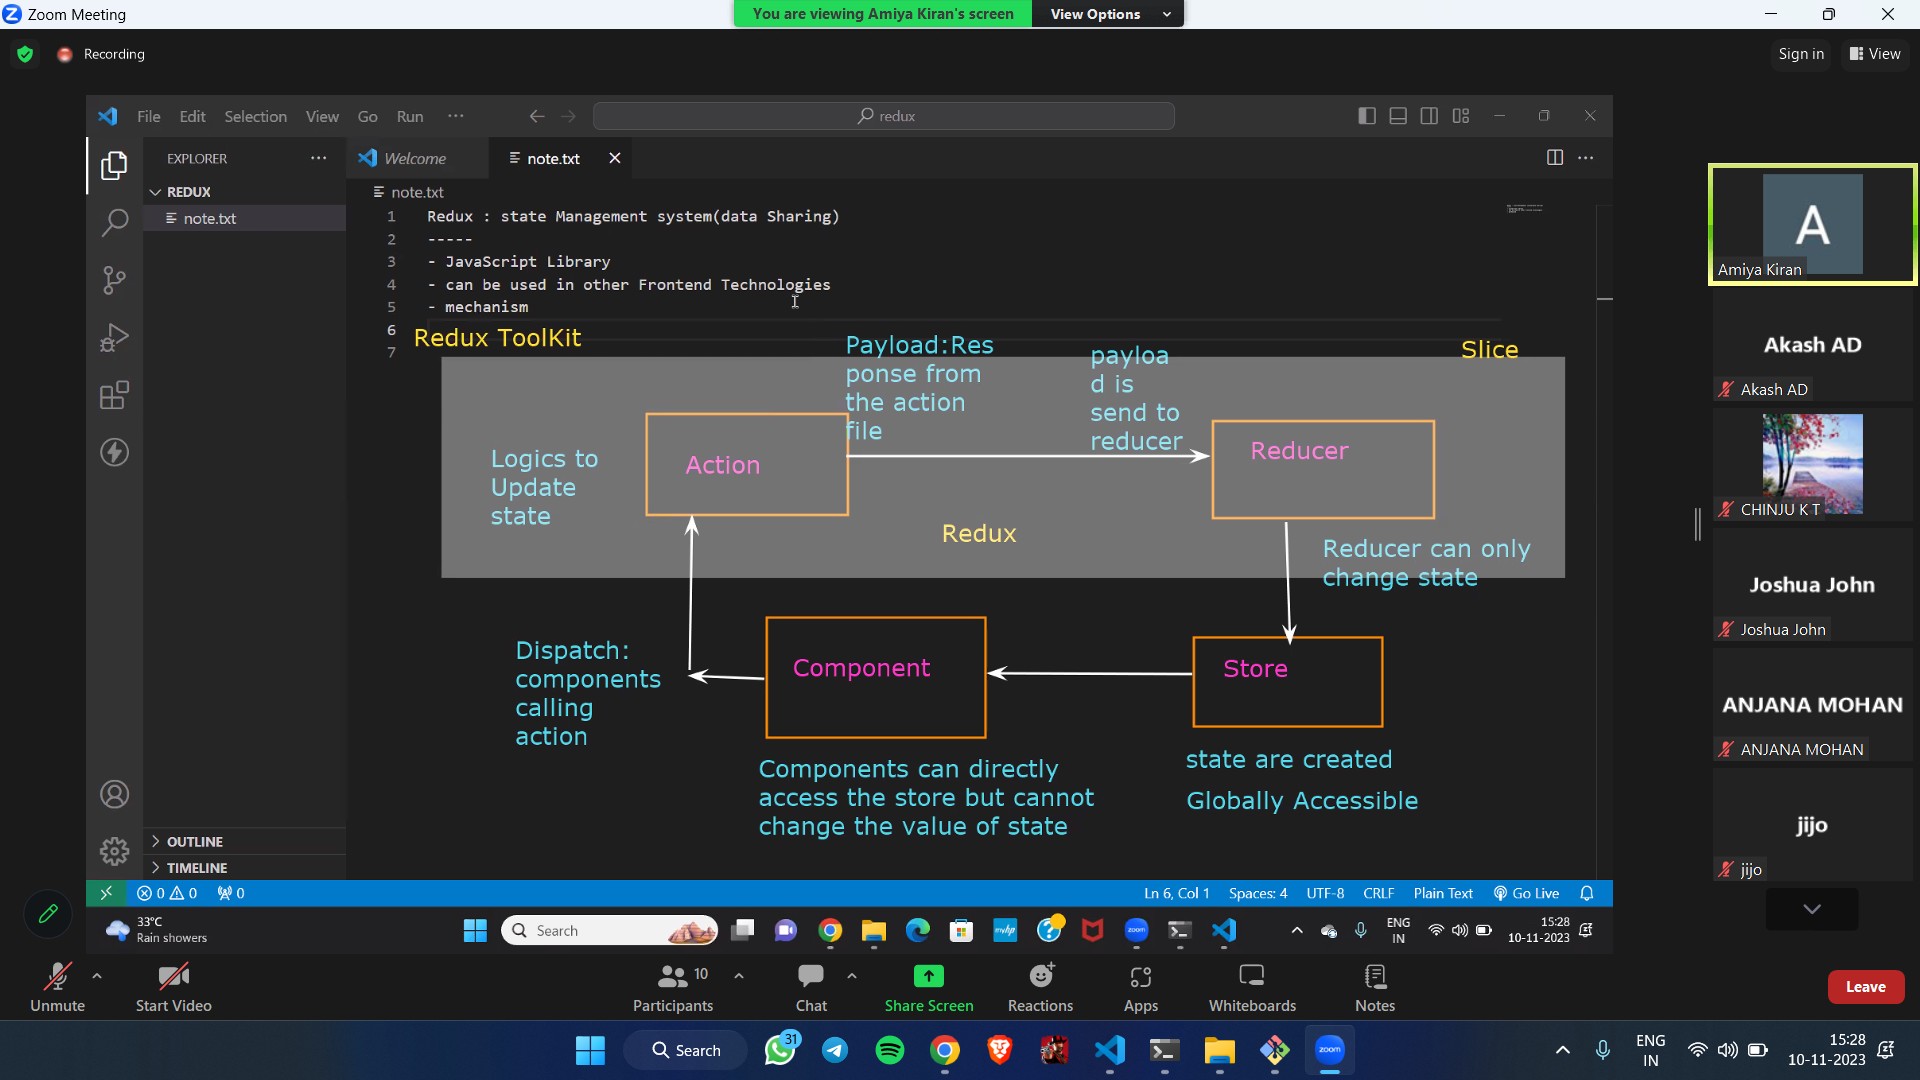 Zoom Meeting
You are viewing Amiya Kiran's screen
View Options
Recording
Sign in
View
File Edit Selection View Go Run ...
redux
EXPLORER
Welcome
note.txt
REDUX
note.txt
note.txt
1 Redux : state Management system(data Sharing)
2 -----
3 - JavaScript Library
4 - can be used in other Frontend Technologies
5 - mechanism
6
7
Redux ToolKit
Payload:Res
ponse from
the action
file
payloa
d is
send to
reducer
Slice
Logics to
Update
state
Action
Reducer
Redux
Reducer can only
change state
Dispatch:
components
calling
action
Component
Store
Components can directly
access the store but cannot
change the value of state
state are created
Globally Accessible
OUTLINE
TIMELINE
0 0 0
Ln 6, Col 1 Spaces: 4 UTF-8 CRLF Plain Text Go Live
33°C
Rain showers
Search
myhp
zoom
ENG
IN
15:28
10-11-2023
A
Amiya Kiran
Akash AD
Akash AD
CHINJU K T
Joshua John
Joshua John
ANJANA MOHAN
ANJANA MOHAN
jijo
jijo
Unmute
Start Video
10
Participants
Chat
Share Screen
Reactions
Apps
Whiteboards
Notes
Leave
Search
31
zoom
ENG
IN
15:28
10-11-2023